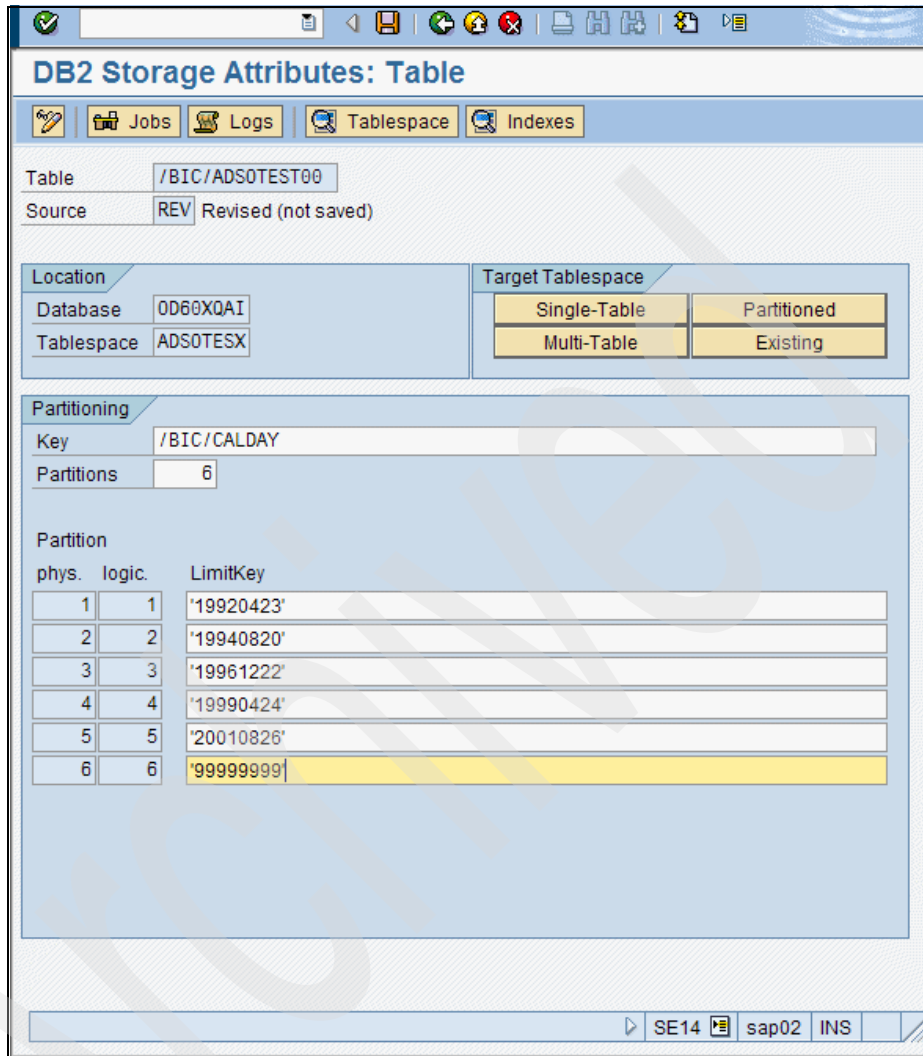 DB2 Storage Attributes: Table
Jobs Logs Tablespace Indexes
Table /BIC/ADSOTEST00
Source REV Revised (not saved)
Location
Database OD60XQAI
Tablespace ADSOTESX
Target Tablespace
Single-Table Partitioned
Multi-Table Existing
Partitioning
Key /BIC/CALDAY
Partitions 6
Partition
phys. logic. LimitKey
1 1 '19920423'
2 2 '19940820'
3 3 '19961222'
4 4 '19990424'
5 5 '20010826'
6 6 '99999999'
SE14 sap02 INS
Archived